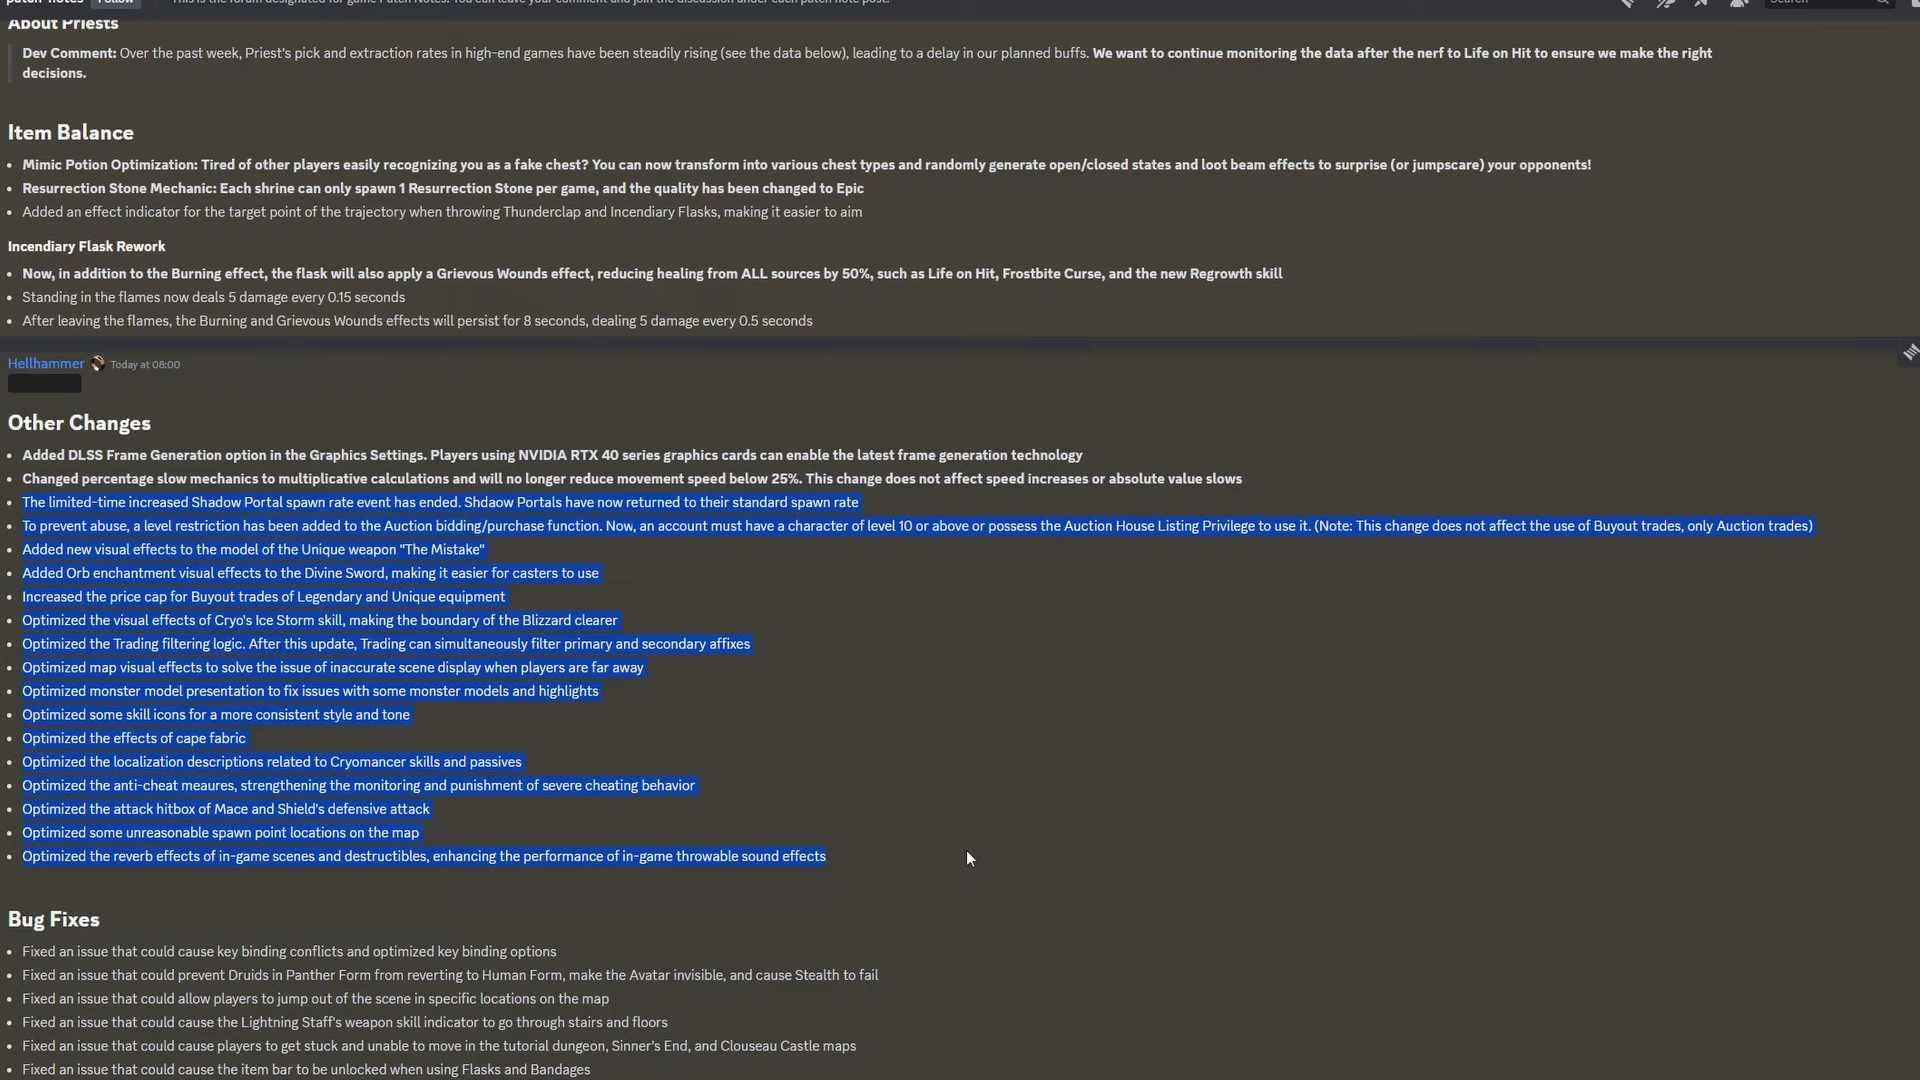 patch-notes Follow This is the forum designated for game Patch Notes. You can leave your comment and join the discussion under each patch note post. Search
About Priests
Dev Comment: Over the past week, Priest's pick and extraction rates in high-end games have been steadily rising (see the data below), leading to a delay in our planned buffs. We want to continue monitoring the data after the nerf to Life on Hit to ensure we make the right
decisions.
Item Balance
• Mimic Potion Optimization: Tired of other players easily recognizing you as a fake chest? You can now transform into various chest types and randomly generate open/closed states and loot beam effects to surprise (or jumpscare) your opponents!
• Resurrection Stone Mechanic: Each shrine can only spawn 1 Resurrection Stone per game, and the quality has been changed to Epic
• Added an effect indicator for the target point of the trajectory when throwing Thunderclap and Incendiary Flasks, making it easier to aim
Incendiary Flask Rework
• Now, in addition to the Burning effect, the flask will also apply a Grievous Wounds effect, reducing healing from ALL sources by 50%, such as Life on Hit, Frostbite Curse, and the new Regrowth skill
• Standing in the flames now deals 5 damage every 0.15 seconds
• After leaving the flames, the Burning and Grievous Wounds effects will persist for 8 seconds, dealing 5 damage every 0.5 seconds
Hellhammer Today at 08:00
Other Changes
• Added DLSS Frame Generation option in the Graphics Settings. Players using NVIDIA RTX 40 series graphics cards can enable the latest frame generation technology
• Changed percentage slow mechanics to multiplicative calculations and will no longer reduce movement speed below 25%. This change does not affect speed increases or absolute value slows
• The limited-time increased Shadow Portal spawn rate event has ended. Shdaow Portals have now returned to their standard spawn rate
• To prevent abuse, a level restriction has been added to the Auction bidding/purchase function. Now, an account must have a character of level 10 or above or possess the Auction House Listing Privilege to use it. (Note: This change does not affect the use of Buyout trades, only Auction trades)
• Added new visual effects to the model of the Unique weapon "The Mistake"
• Added Orb enchantment visual effects to the Divine Sword, making it easier for casters to use
• Increased the price cap for Buyout trades of Legendary and Unique equipment
• Optimized the visual effects of Cryo's Ice Storm skill, making the boundary of the Blizzard clearer
• Optimized the Trading filtering logic. After this update, Trading can simultaneously filter primary and secondary affixes
• Optimized map visual effects to solve the issue of inaccurate scene display when players are far away
• Optimized monster model presentation to fix issues with some monster models and highlights
• Optimized some skill icons for a more consistent style and tone
• Optimized the effects of cape fabric
• Optimized the localization descriptions related to Cryomancer skills and passives
• Optimized the anti-cheat meaures, strengthening the monitoring and punishment of severe cheating behavior
• Optimized the attack hitbox of Mace and Shield's defensive attack
• Optimized some unreasonable spawn point locations on the map
• Optimized the reverb effects of in-game scenes and destructibles, enhancing the performance of in-game throwable sound effects
Bug Fixes
• Fixed an issue that could cause key binding conflicts and optimized key binding options
• Fixed an issue that could prevent Druids in Panther Form from reverting to Human Form, make the Avatar invisible, and cause Stealth to fail
• Fixed an issue that could allow players to jump out of the scene in specific locations on the map
• Fixed an issue that could cause the Lightning Staff's weapon skill indicator to go through stairs and floors
• Fixed an issue that could cause players to get stuck and unable to move in the tutorial dungeon, Sinner's End, and Clouseau Castle maps
• Fixed an issue that could cause the item bar to be unlocked when using Flasks and Bandages